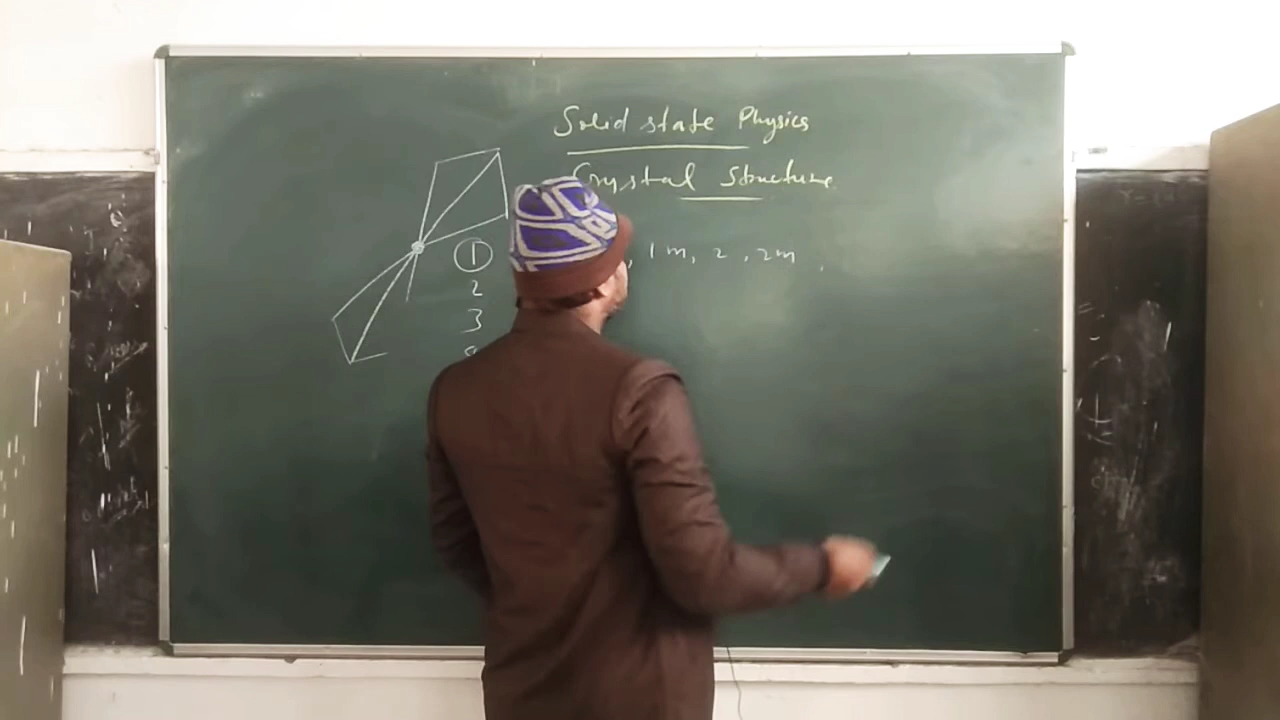 Solid state Physics
Crystal Structure
① , 1m, 2, 2m,
2
3